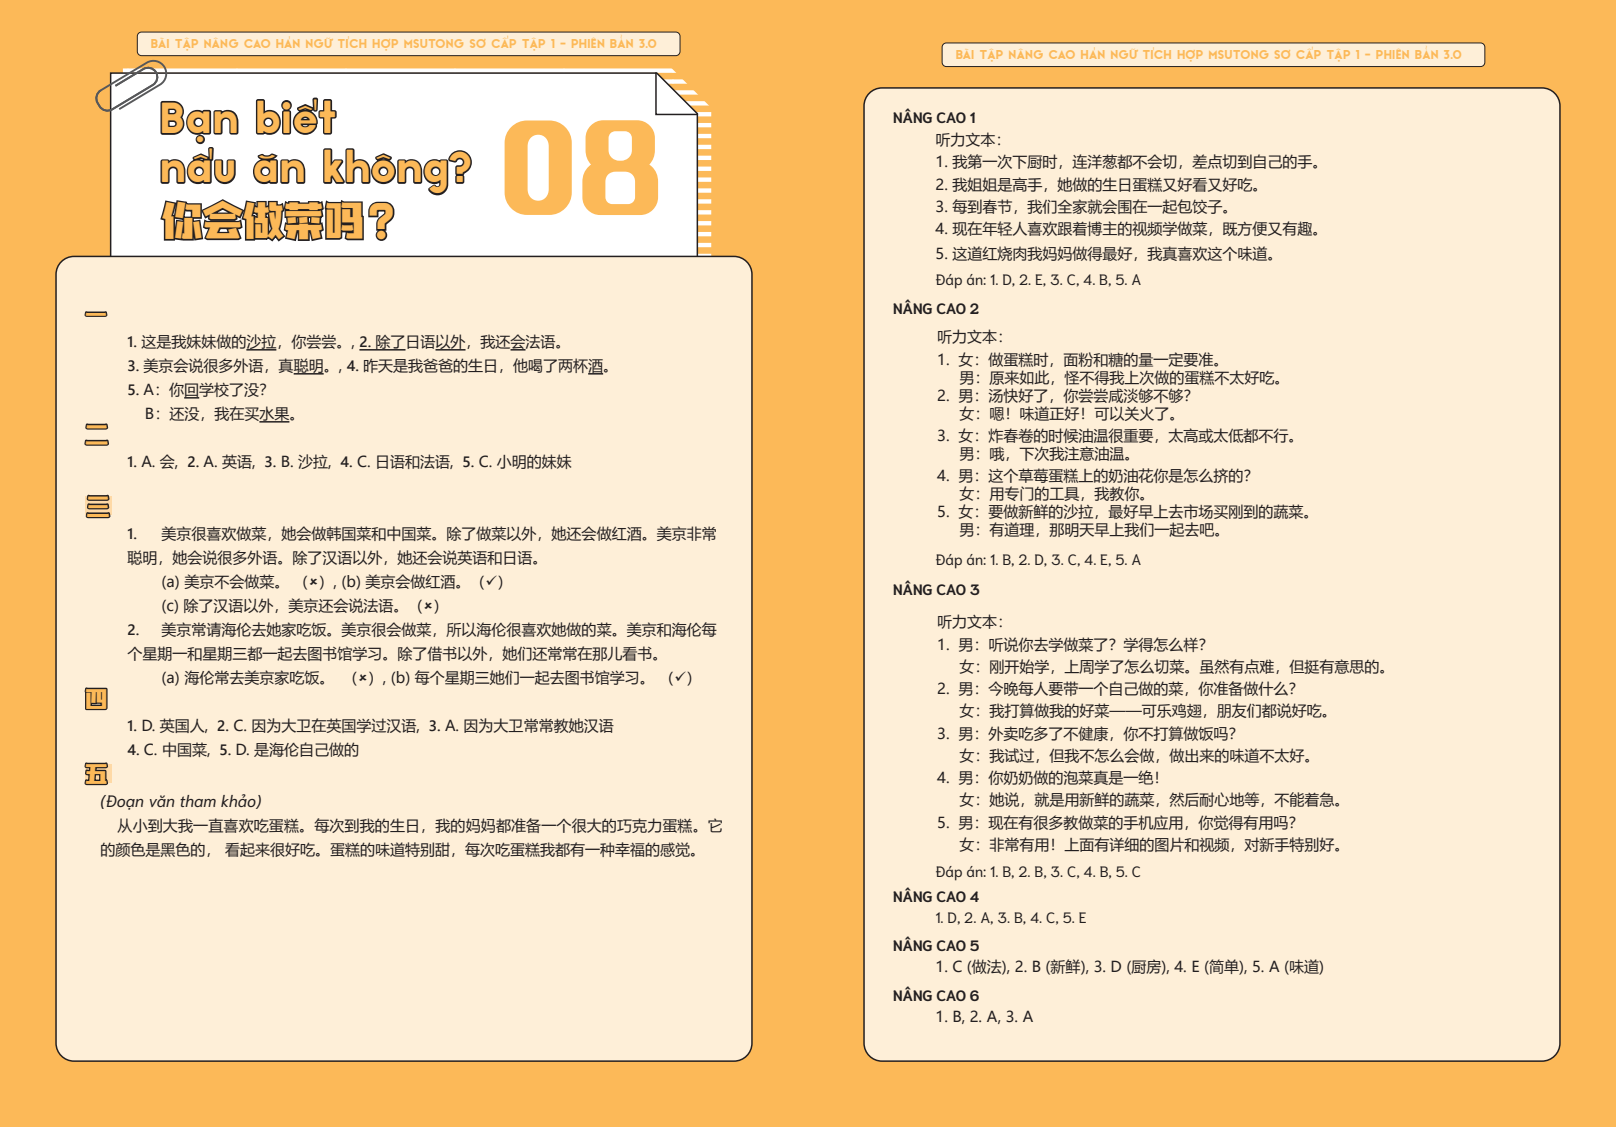 BÀI TẬP NÂNG CAO HÁN NGỮ TÍCH HỢP MSUTONG SƠ CẤP TẬP 1 - PHIÊN BẢN 3.0
Bạn biết
nấu ăn không?
你会做菜吗?
08
一
1. 这是我妹妹做的沙拉，你尝尝。, 2. 除了日语以外，我还会法语。
3. 美京会说很多外语，真聪明。, 4. 昨天是我爸爸的生日，他喝了两杯酒。
5. A：你回学校了没？
B：还没，我在买水果。
二
1. A. 会, 2. A. 英语, 3. B. 沙拉, 4. C. 日语和法语, 5. C. 小明的妹妹
三
1. 美京很喜欢做菜，她会做韩国菜和中国菜。除了做菜以外，她还会做红酒。美京非常
聪明，她会说很多外语。除了汉语以外，她还会说英语和日语。
(a) 美京不会做菜。 （×）, (b) 美京会做红酒。（✓）
(c) 除了汉语以外，美京还会说法语。（×）
2. 美京常请海伦去她家吃饭。美京很会做菜，所以海伦很喜欢她做的菜。美京和海伦每
个星期一和星期三都一起去图书馆学习。除了借书以外，她们还常常在那儿看书。
(a) 海伦常去美京家吃饭。 （×）, (b) 每个星期三她们一起去图书馆学习。 （✓）
四
1. D. 英国人, 2. C. 因为大卫在英国学过汉语, 3. A. 因为大卫常常教她汉语
4. C. 中国菜, 5. D. 是海伦自己做的
五
(Đoạn văn tham khảo)
从小到大我一直喜欢吃蛋糕。每次到我的生日，我的妈妈都准备一个很大的巧克力蛋糕。它
的颜色是黑色的， 看起来很好吃。蛋糕的味道特别甜，每次吃蛋糕我都有一种幸福的感觉。
BÀI TẬP NÂNG CAO HÁN NGỮ TÍCH HỢP MSUTONG SƠ CẤP TẬP 1 - PHIÊN BẢN 3.0
NÂNG CAO 1
听力文本：
1. 我第一次下厨时，连洋葱都不会切，差点切到自己的手。
2. 我姐姐是高手，她做的生日蛋糕又好看又好吃。
3. 每到春节，我们全家就会围在一起包饺子。
4. 现在年轻人喜欢跟着博主的视频学做菜，既方便又有趣。
5. 这道红烧肉我妈妈做得最好，我真喜欢这个味道。
Đáp án: 1. D, 2. E, 3. C, 4. B, 5. A
NÂNG CAO 2
听力文本：
1. 女：做蛋糕时，面粉和糖的量一定要准。
男：原来如此，怪不得我上次做的蛋糕不太好吃。
2. 男：汤快好了，你尝尝咸淡够不够？
女：嗯！味道正好！可以关火了。
3. 女：炸春卷的时候油温很重要，太高或太低都不行。
男：哦，下次我注意油温。
4. 男：这个草莓蛋糕上的奶油花你是怎么挤的？
女：用专门的工具，我教你。
5. 女：要做新鲜的沙拉，最好早上去市场买刚到的蔬菜。
男：有道理，那明天早上我们一起去吧。
Đáp án: 1. B, 2. D, 3. C, 4. E, 5. A
NÂNG CAO 3
听力文本：
1. 男：听说你去学做菜了？学得怎么样？
女：刚开始学，上周学了怎么切菜。虽然有点难，但挺有意思的。
2. 男：今晚每人要带一个自己做的菜，你准备做什么？
女：我打算做我的好菜——可乐鸡翅，朋友们都说好吃。
3. 男：外卖吃多了不健康，你不打算做饭吗？
女：我试过，但我不怎么会做，做出来的味道不太好。
4. 男：你奶奶做的泡菜真是一绝！
女：她说，就是用新鲜的蔬菜，然后耐心地等，不能着急。
5. 男：现在有很多教做菜的手机应用，你觉得有用吗？
女：非常有用！上面有详细的图片和视频，对新手特别好。
Đáp án: 1. B, 2. B, 3. C, 4. B, 5. C
NÂNG CAO 4
1. D, 2. A, 3. B, 4. C, 5. E
NÂNG CAO 5
1. C (做法), 2. B (新鲜), 3. D (厨房), 4. E (简单), 5. A (味道)
NÂNG CAO 6
1. B, 2. A, 3. A